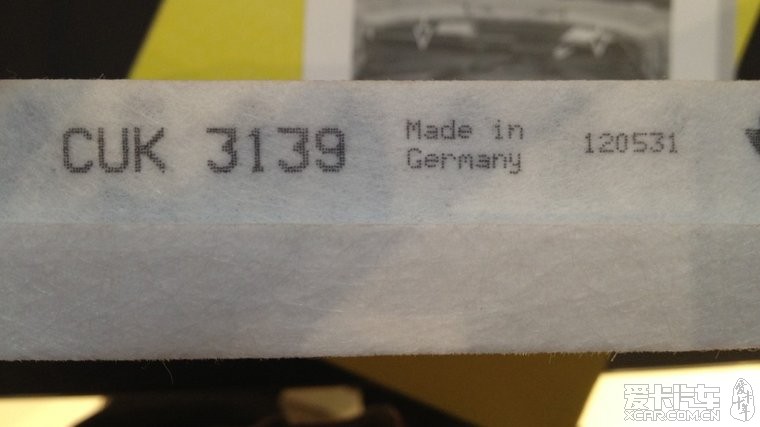 CUK 3139
Made in
Germany
120531
爱卡汽车
XCAR.COM.CN